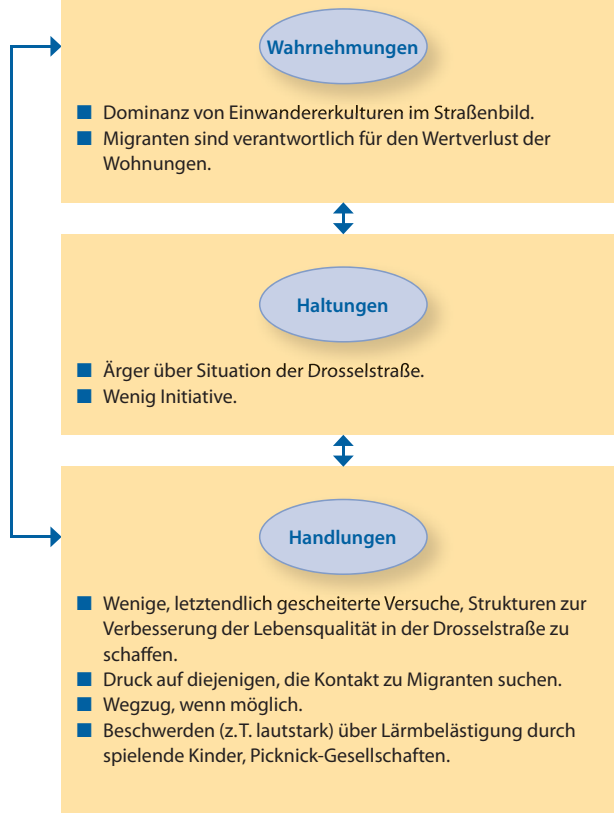 Wahrnehmungen
■ Dominanz von Einwandererkulturen im Straßenbild.
■ Migranten sind verantwortlich für den Wertverlust der
Wohnungen.
Haltungen
■ Ärger über Situation der Drosselstraße.
■ Wenig Initiative.
Handlungen
■ Wenige, letztendlich gescheiterte Versuche, Strukturen zur
Verbesserung der Lebensqualität in der Drosselstraße zu
schaffen.
■ Druck auf diejenigen, die Kontakt zu Migranten suchen.
■ Wegzug, wenn möglich.
■ Beschwerden (z.T. lautstark) über Lärmbelästigung durch
spielende Kinder, Picknick-Gesellschaften.